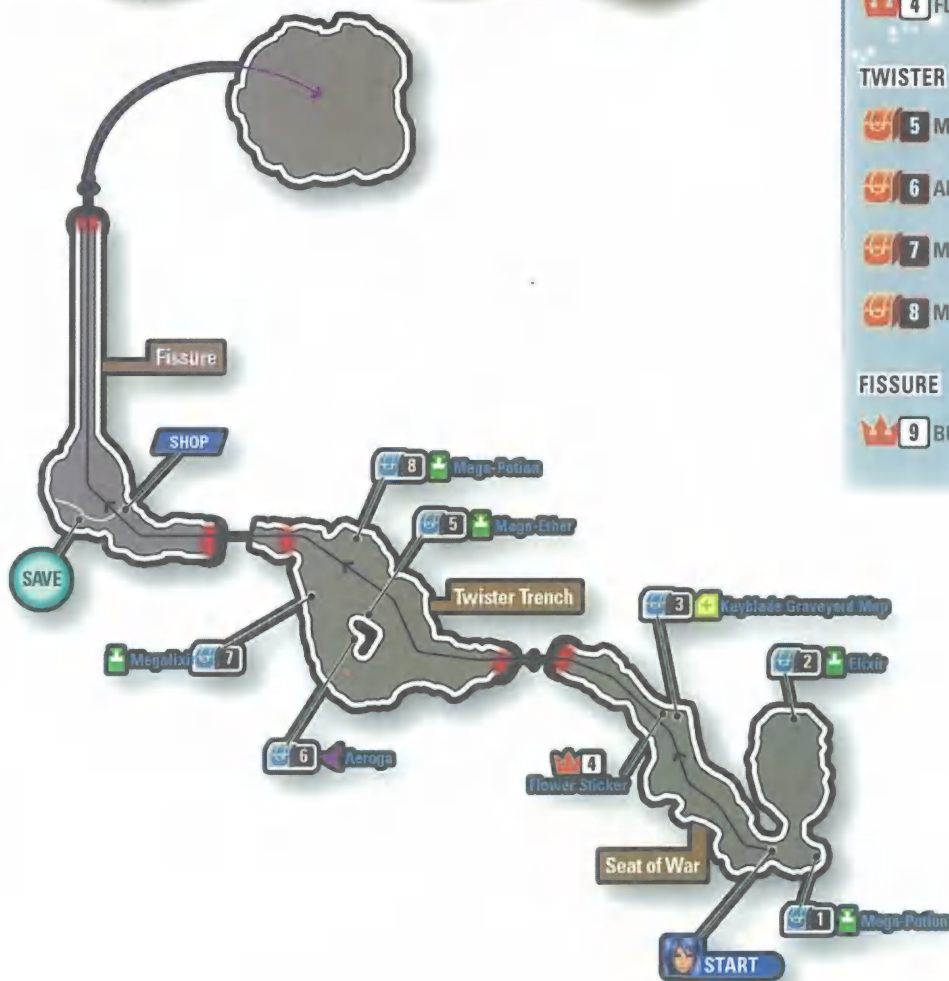 4 FL
TWISTER
5 M
6 A
7 M
8 M
FISSURE
9 B
Fissure
SHOP
8 Mega-Potion
5 Mega-Ether
SAVE
Twister Trench
3 Keyblade Graveyard Map
Megalixir 7
2 Elixir
6 Aeroga
4
Flower Sticker
Seat of War
1 Mega-Potion
START